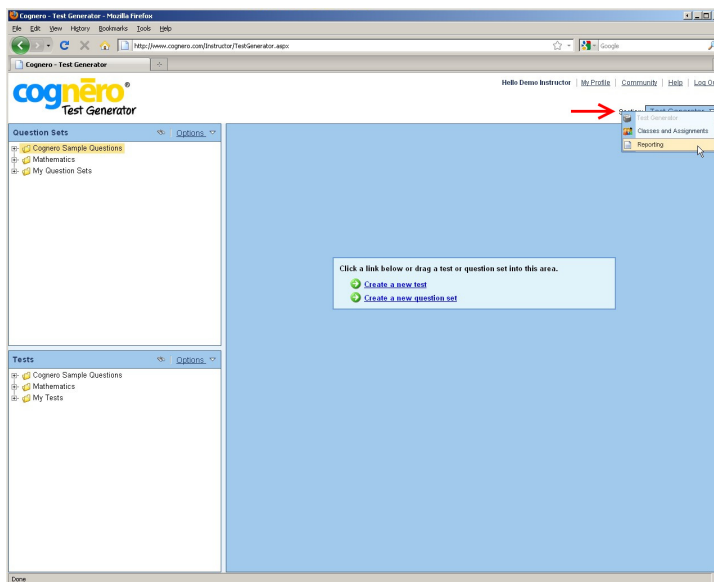 Cognero - Test Generator - Mozilla Firefox
File Edit View History Bookmarks Tools Help
http://www.cognero.com/Instructor/TestGenerator.aspx
Google
Cognero - Test Generator
cognēro®
Test Generator
Hello Demo Instructor | My Profile | Community | Help | Log O
Test Generator
Classes and Assignments
Reporting
Question Sets Options
Cognero Sample Questions
Mathematics
My Question Sets
Click a link below or drag a test or question set into this area.
Create a new test
Create a new question set
Tests Options
Cognero Sample Questions
Mathematics
My Tests
Done